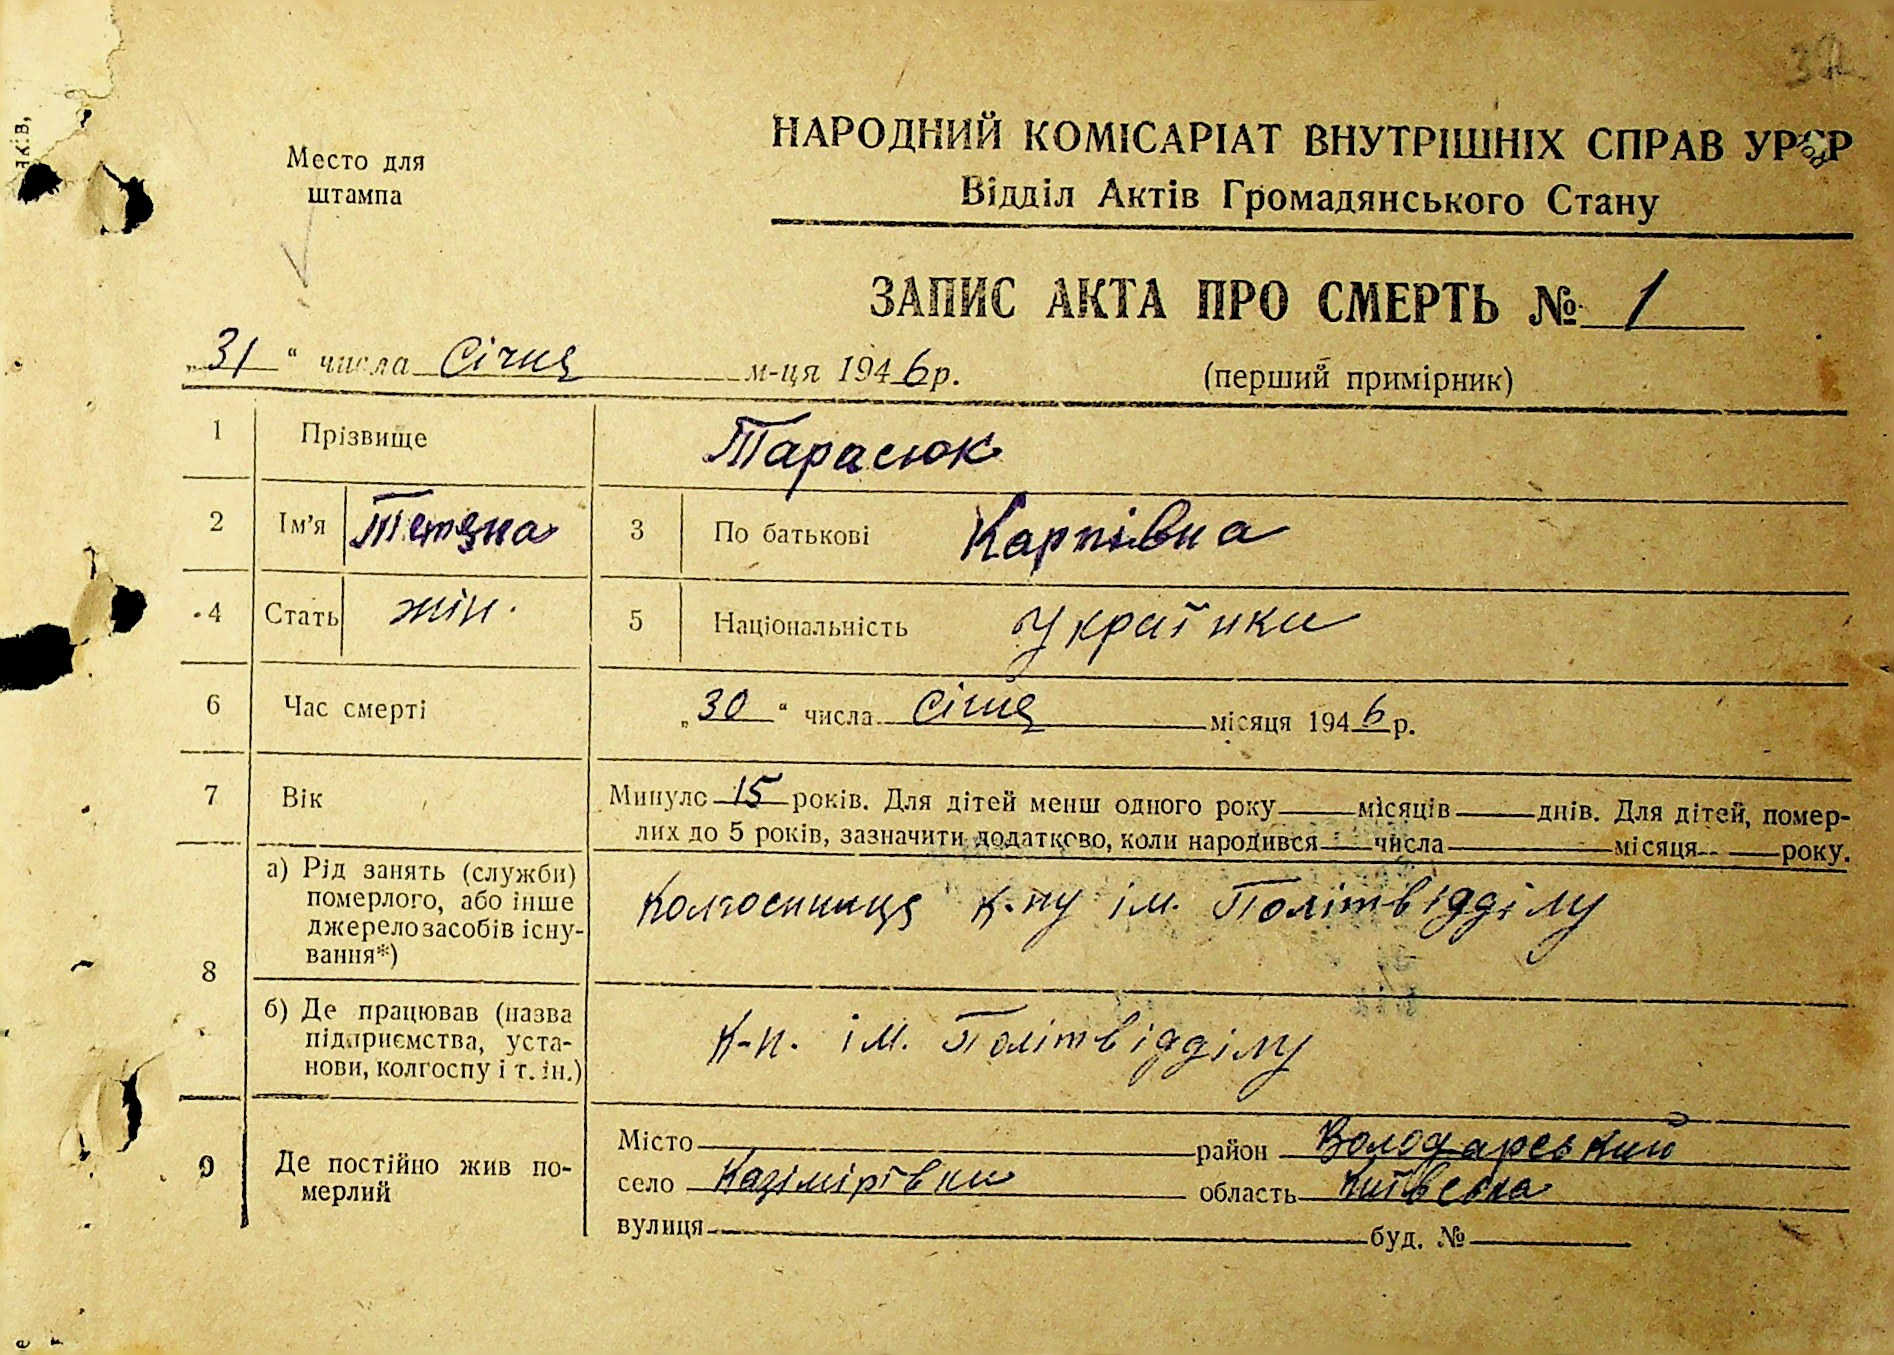 НАРОДНИЙ КОМІСАРІАТ ВНУТРІШНІХ СПРАВ УРСР
Відділ Актів Громадянського Стану
Место для
штампа
ЗАПИС АКТА ПРО СМЕРТЬ № 1
„31“ числа Січня м-ця 1946 р.
(перший примірник)
1 Прізвище Тарасюк
2 Ім'я Тетяна 3 По батькові Карпівна
4 Стать жін. 5 Національність Українка
6 Час смерті „30“ числа Січня місяця 1946 р.
7 Вік Минуло 15 років. Для дітей менш одного року місяців днів. Для дітей, помер-
лих до 5 років, зазначити додатково, коли народився числа місяця року.
8 а) Рід занять (служби)
померлого, або інше
джерело засобів існу-
вання*)
Колгоспниця к-пу ім. Політвідділу
б) Де працював (назва
підприємства, уста-
нови, колгоспу і т. ін.)
К-п. ім. Політвідділу
9 Де постійно жив по-
мерлий
Місто район Володарський
село Казімірівка область Київська
вулиця буд. №